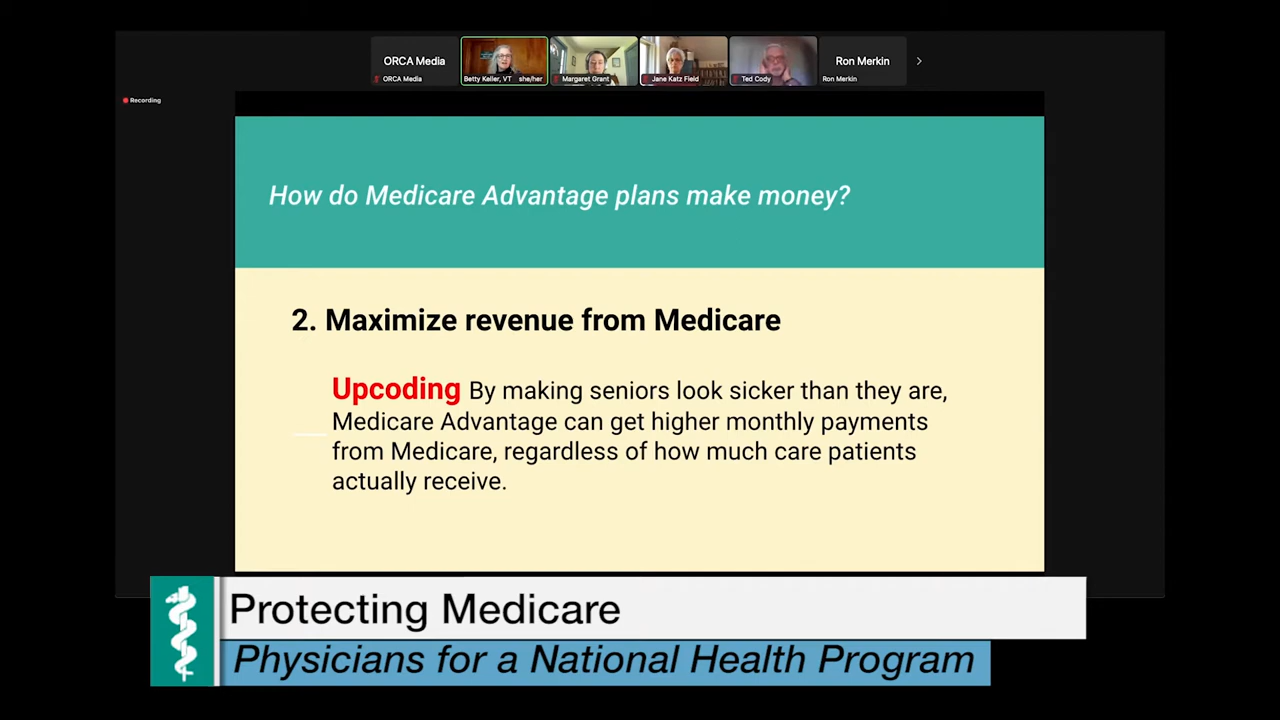 ORCA Media
ORCA Media
Betty Keller, VT she/her
Margaret Grant
Jane Katz Field
Ted Cody
Ron Merkin
Ron Merkin
Recording
How do Medicare Advantage plans make money?
2. Maximize revenue from Medicare
Upcoding By making seniors look sicker than they are,
Medicare Advantage can get higher monthly payments
from Medicare, regardless of how much care patients
actually receive.
Protecting Medicare
Physicians for a National Health Program